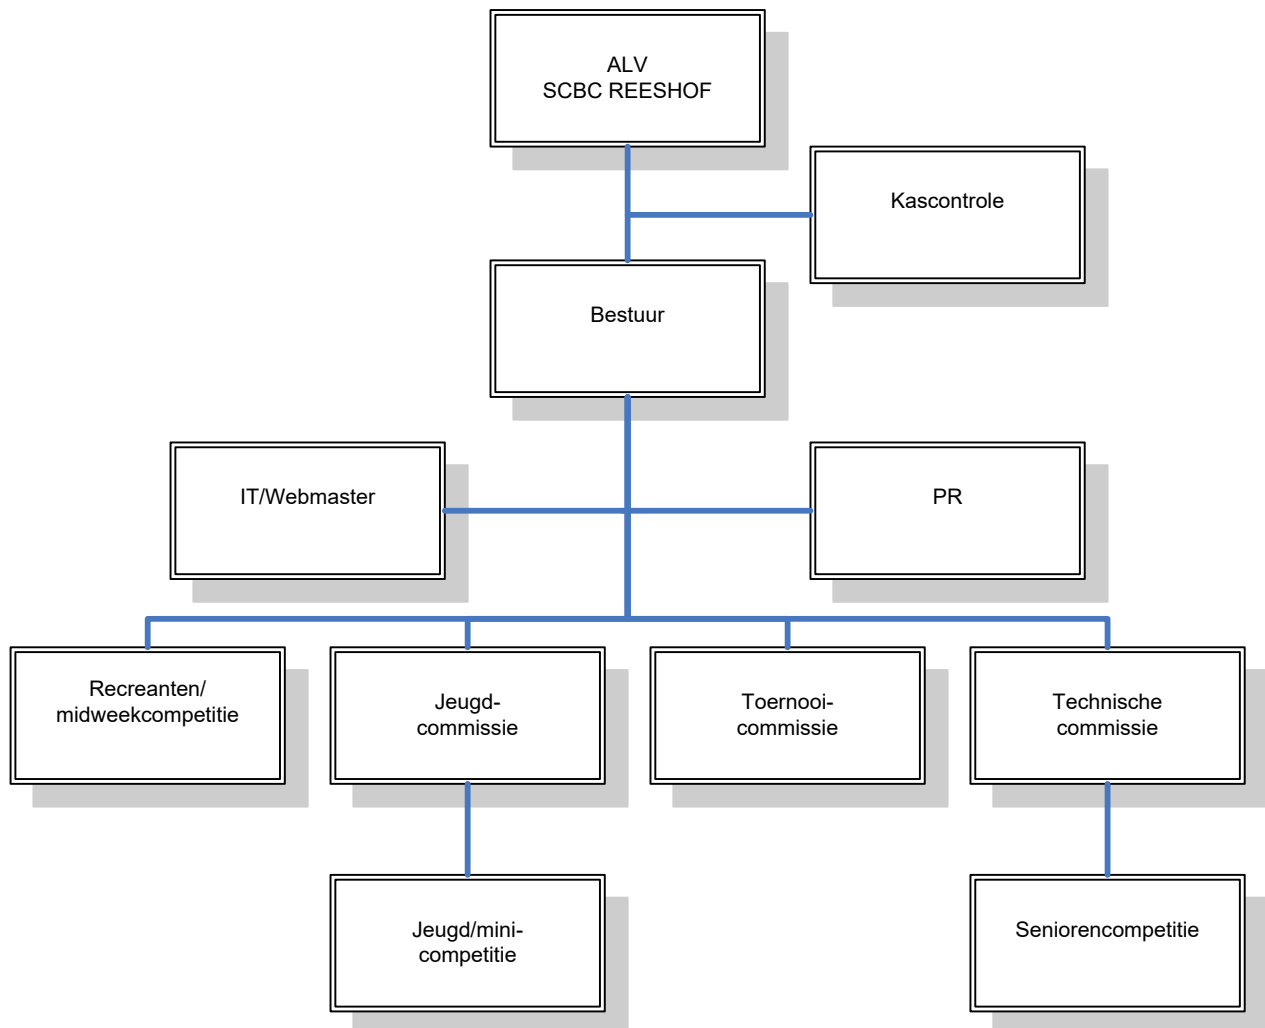 ALV
SCBC REESHOF
Kascontrole
Bestuur
IT/Webmaster
PR
Recreanten/
midweekcompetitie
Jeugd-
commissie
Toernooi-
commissie
Technische
commissie
Jeugd/mini-
competitie
Seniorencompetitie